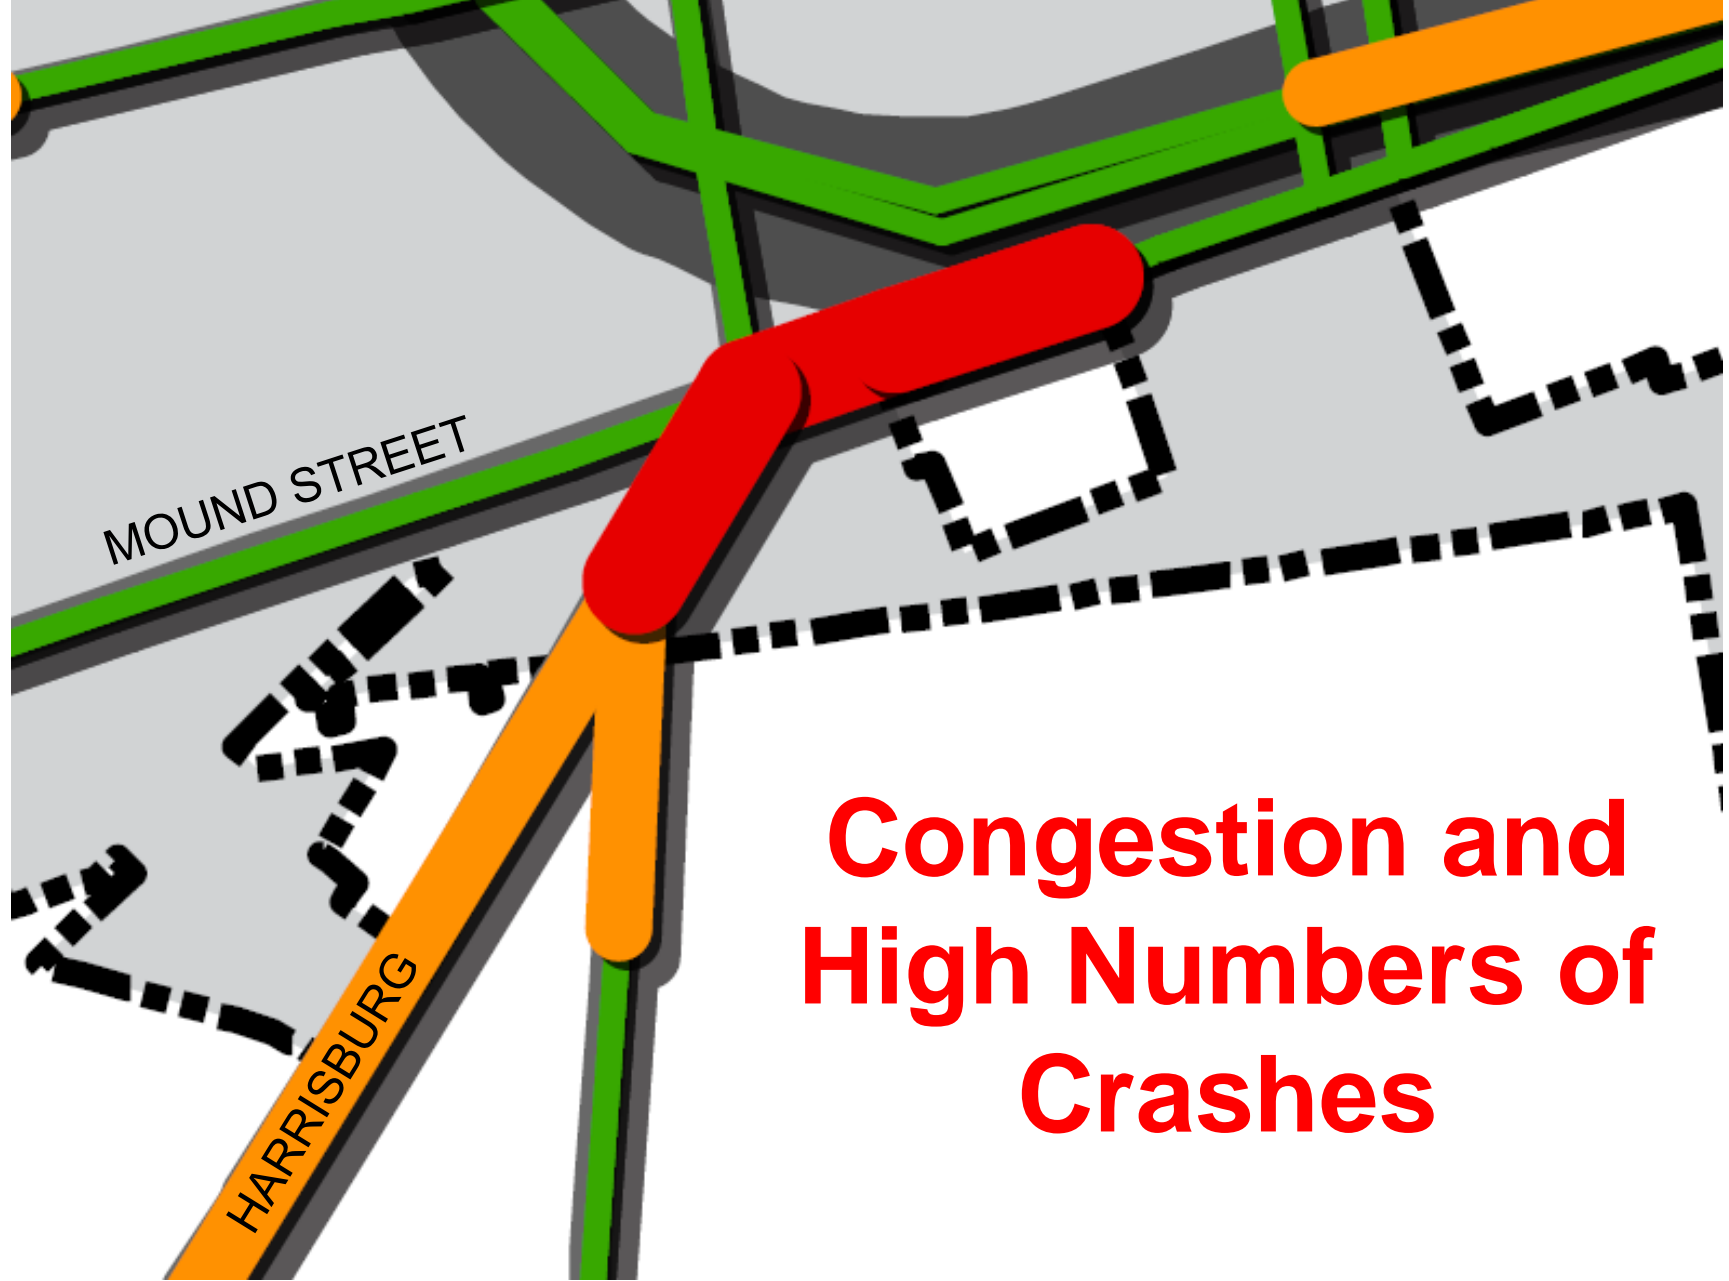 MOUND STREET
HARRISBURG
Congestion and
High Numbers of
Crashes